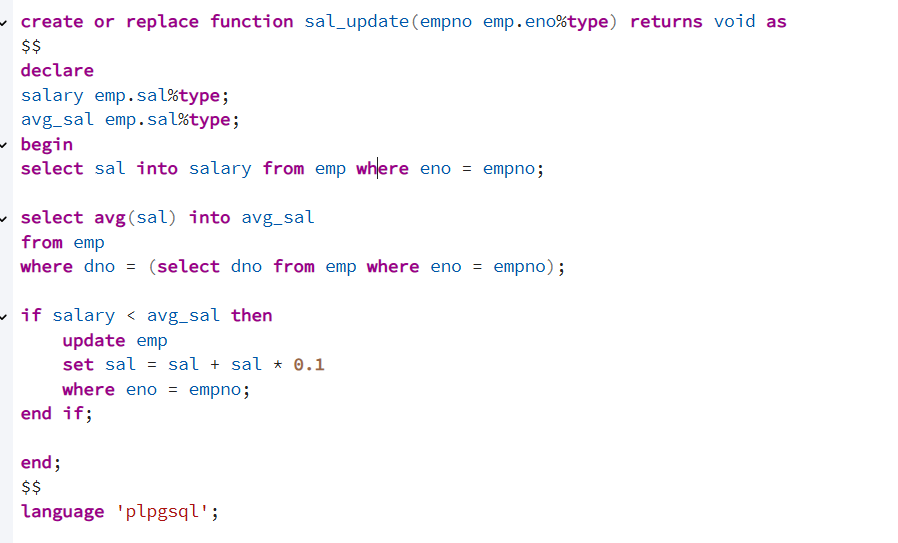 create or replace function sal_update(empno emp.eno%type) returns void as
$$
declare
salary emp.sal%type;
avg_sal emp.sal%type;
begin
select sal into salary from emp where eno = empno;
select avg(sal) into avg_sal
from emp
where dno = (select dno from emp where eno = empno);
if salary < avg_sal then
update emp
set sal = sal + sal * 0.1
where eno = empno;
end if;
end;
$$
language 'plpgsql';